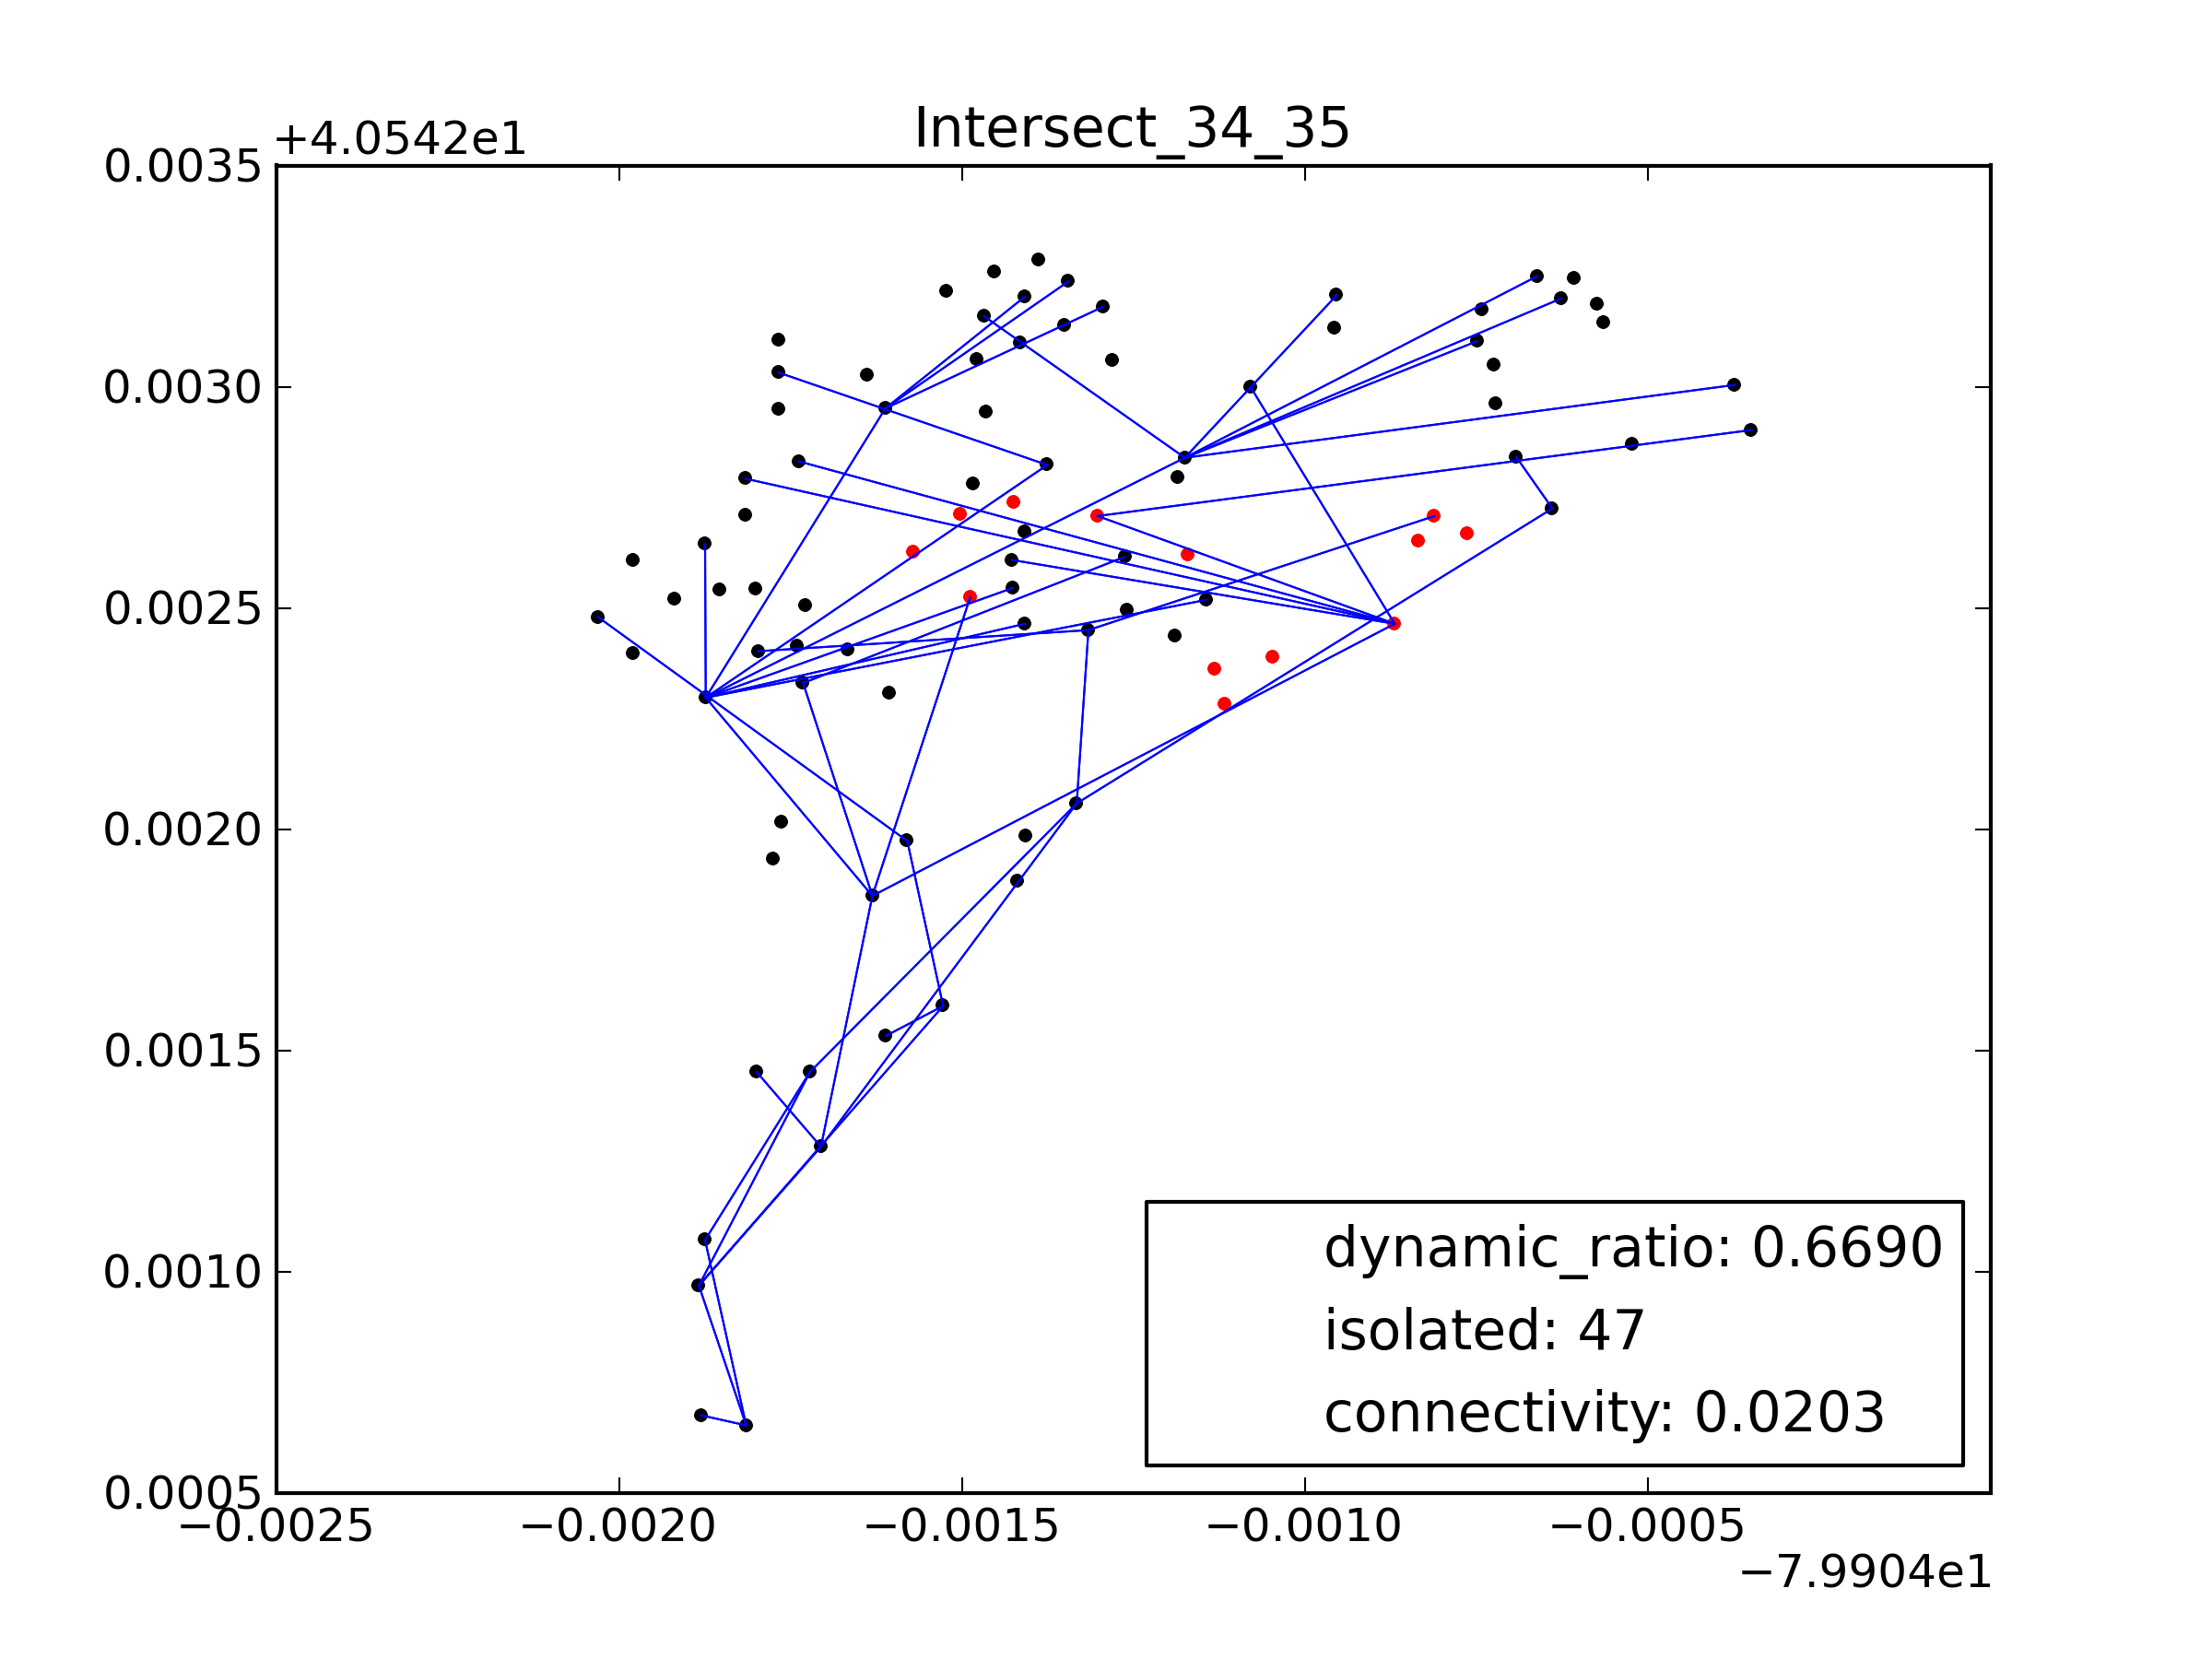 Intersect_34_35
+4.0542e1
0.0035
0.0030
0.0025
0.0020
0.0015
0.0010
0.0005
−0.0025 −0.0020 −0.0015 −0.0010 −0.0005
−7.9904e1
dynamic_ratio: 0.6690
isolated: 47
connectivity: 0.0203